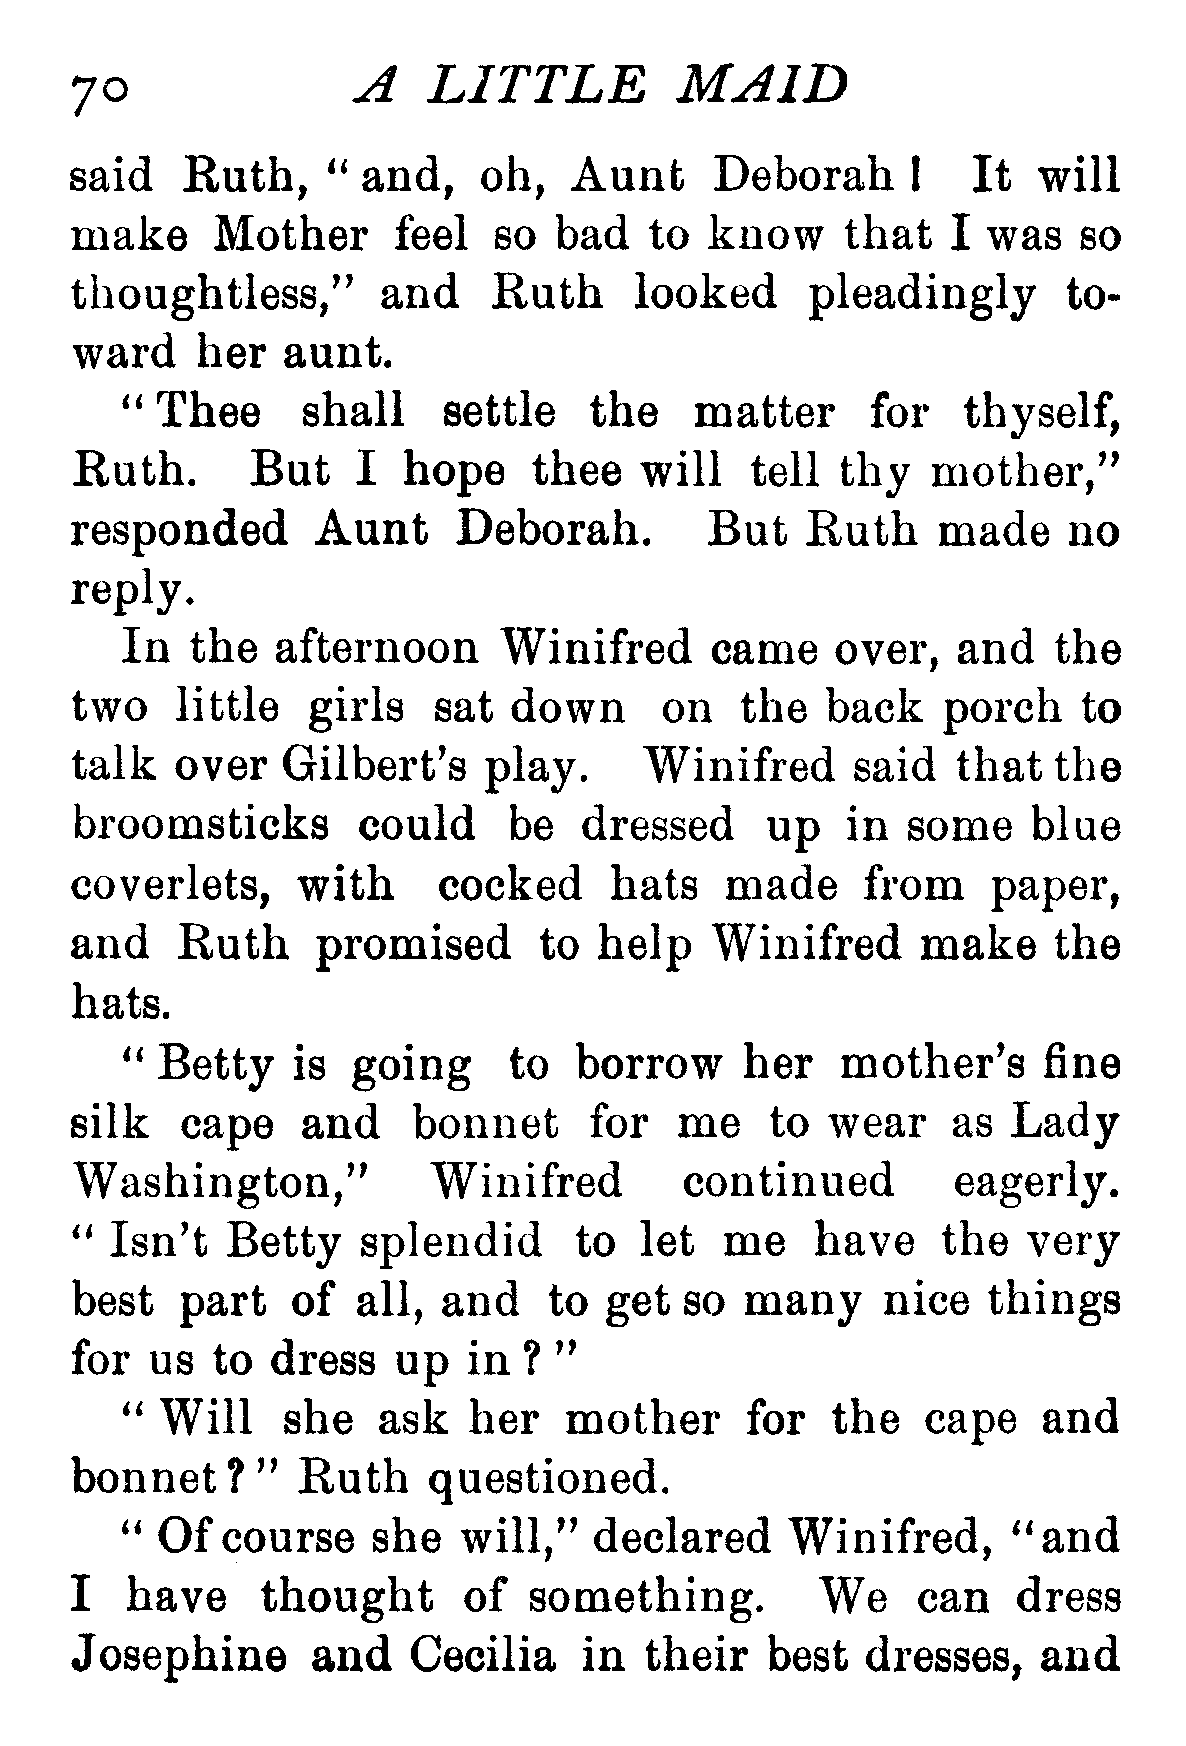 70 A LITTLE MAID
said Ruth, “ and, oh, Aunt Deborah ! It will
make Mother feel so bad to know that I was so
thoughtless,” and Ruth looked pleadingly to-
ward her aunt.
“ Thee shall settle the matter for thyself,
Ruth. But I hope thee will tell thy mother,”
responded Aunt Deborah. But Ruth made no
reply.
In the afternoon Winifred came over, and the
two little girls sat down on the back porch to
talk over Gilbert’s play. Winifred said that the
broomsticks could be dressed up in some blue
coverlets, with cocked hats made from paper,
and Ruth promised to help Winifred make the
hats.
“ Betty is going to borrow her mother’s fine
silk cape and bonnet for me to wear as Lady
Washington,” Winifred continued eagerly.
“ Isn’t Betty splendid to let me have the very
best part of all, and to get so many nice things
for us to dress up in ? ”
“ Will she ask her mother for the cape and
bonnet ? ” Ruth questioned.
“ Of course she will,” declared Winifred, “ and
I have thought of something. We can dress
Josephine and Cecilia in their best dresses, and